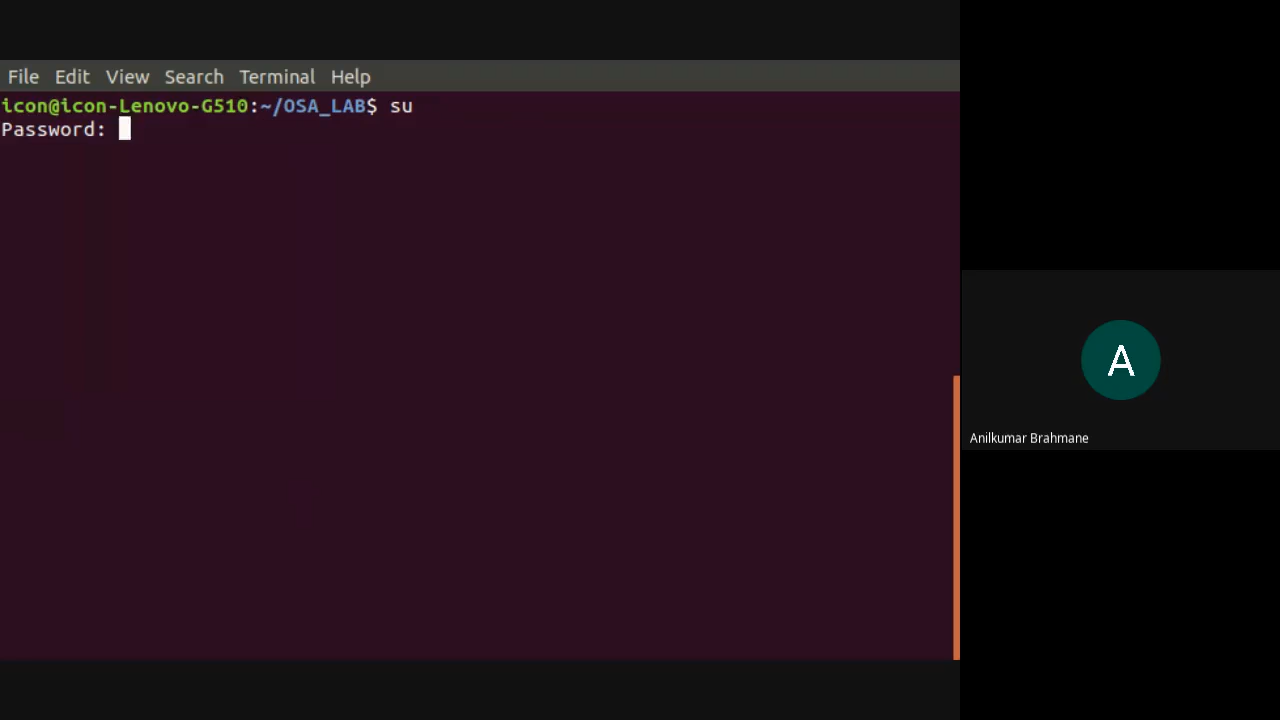 File Edit View Search Terminal Help
icon@icon-Lenovo-G510:~/OSA_LAB$ su
Password:
A
Anilkumar Brahmane